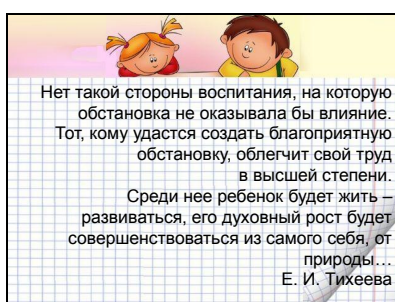 Нет такой стороны воспитания, на которую
обстановка не оказывала бы влияние.
Тот, кому удастся создать благоприятную
обстановку, облегчит свой труд
в высшей степени.
Среди нее ребенок будет жить –
развиваться, его духовный рост будет
совершенствоваться из самого себя, от
природы…
Е. И. Тихеева